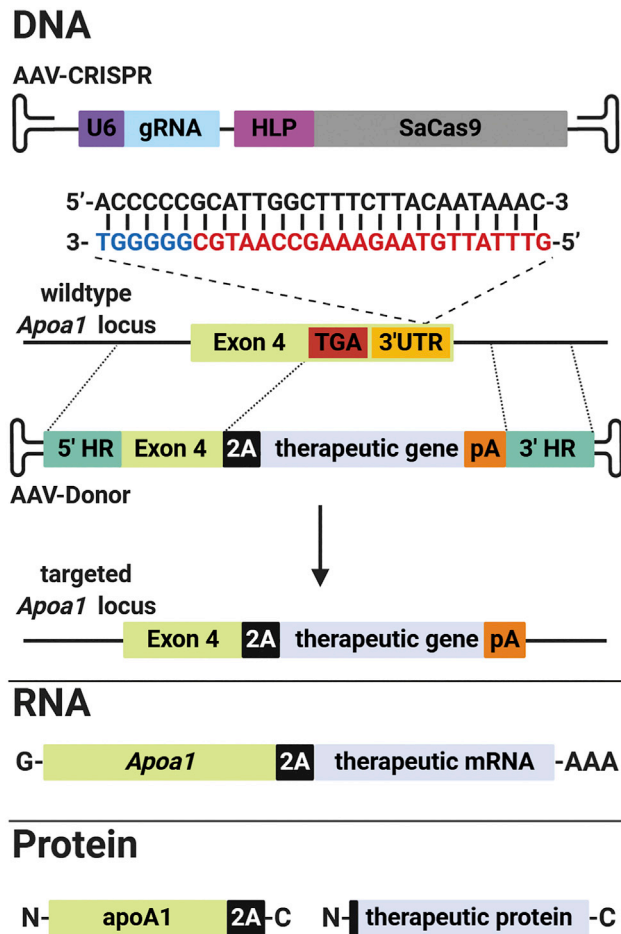 DNA
AAV-CRISPR
U6 gRNA HLP SaCas9
5’-ACCCCCGCATTGGCTTTCTTACAATAAAC-3
3- TGGGGGCGTAACCGAAAGAATGTTATTTG-5’
wildtype
Apoa1 locus
Exon 4 TGA 3'UTR
5' HR Exon 4 2A therapeutic gene pA 3' HR
AAV-Donor
targeted
Apoa1 locus
Exon 4 2A therapeutic gene pA
RNA
G- Apoa1 2A therapeutic mRNA -AAA
Protein
N- apoA1 2A -C N- therapeutic protein -C